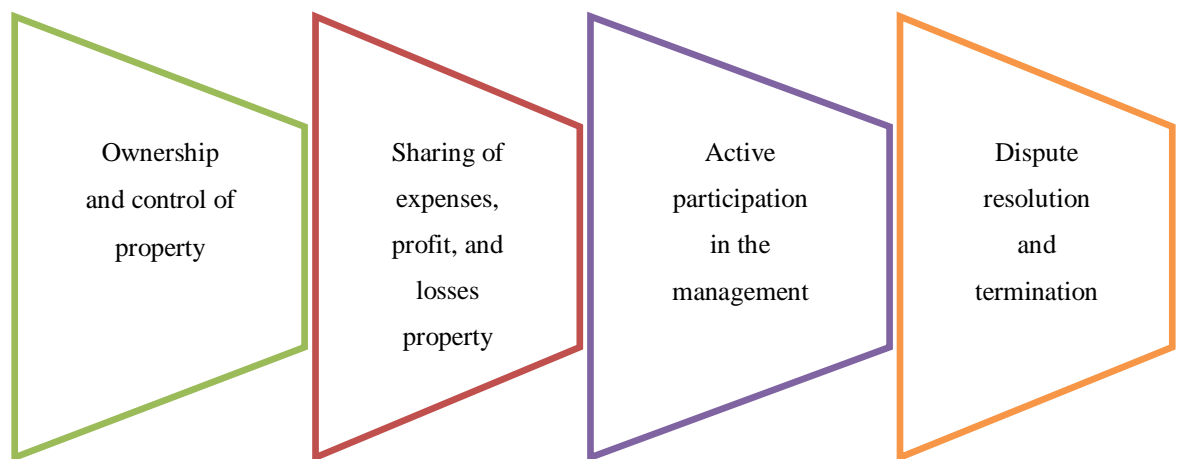 Ownership
and control of
property
Sharing of
expenses,
profit, and
losses
property
Active
participation
in the
management
Dispute
resolution
and
termination